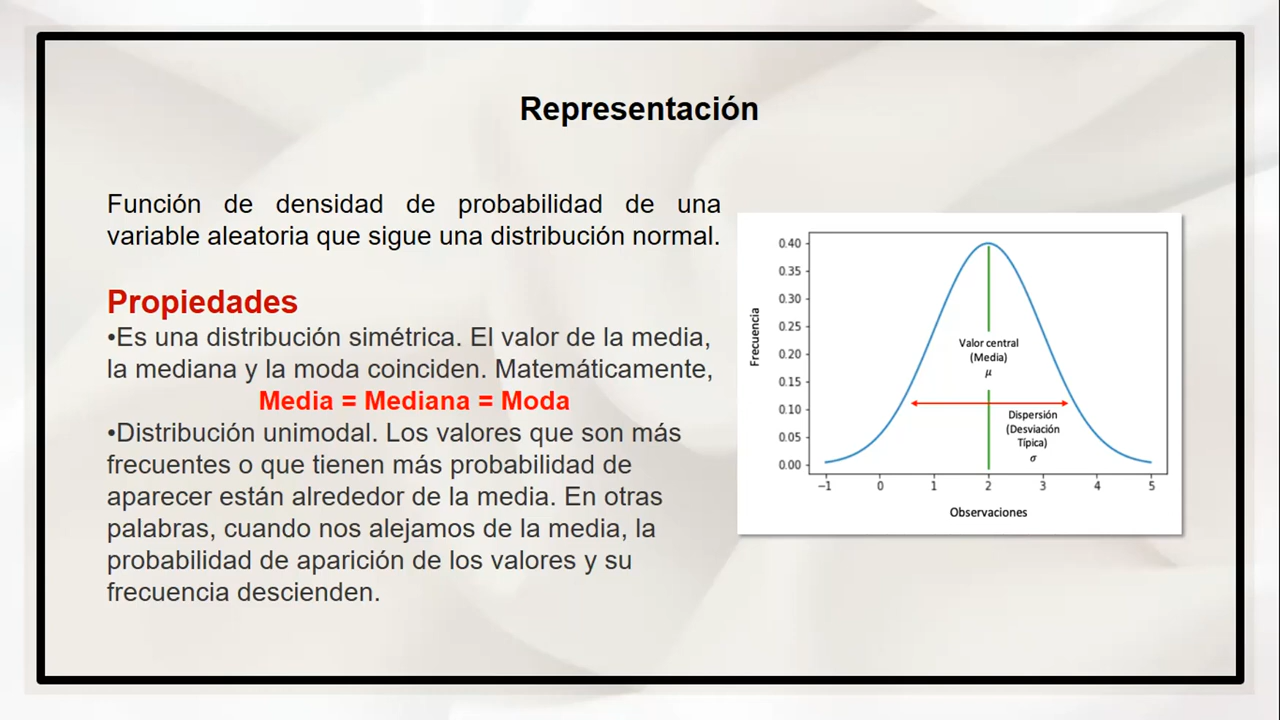 Representación
Función de densidad de probabilidad de una
variable aleatoria que sigue una distribución normal.
Propiedades
•Es una distribución simétrica. El valor de la media,
la mediana y la moda coinciden. Matemáticamente,
Media = Mediana = Moda
•Distribución unimodal. Los valores que son más
frecuentes o que tienen más probabilidad de
aparecer están alrededor de la media. En otras
palabras, cuando nos alejamos de la media, la
probabilidad de aparición de los valores y su
frecuencia descienden.
Frecuencia
0.40
0.35
0.30
0.25
0.20
0.15
0.10
0.05
0.00
Valor central
(Media)
μ
Dispersión
(Desviación
Típica)
σ
−1 0 1 2 3 4 5
Observaciones